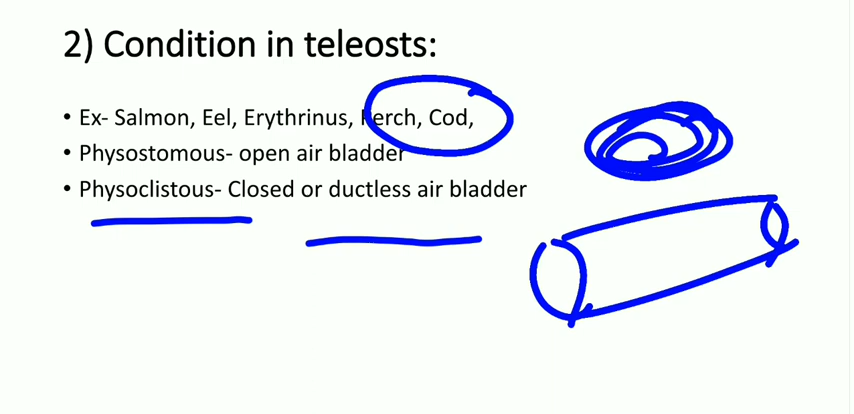 2) Condition in teleosts:
• Ex- Salmon, Eel, Erythrinus, Perch, Cod,
• Physostomous- open air bladder
• Physoclistous- Closed or ductless air bladder